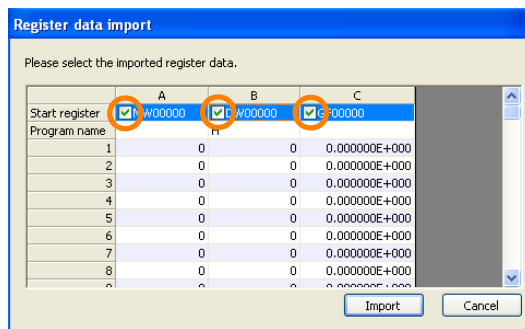 Register data import
Please select the imported register data.
A B C
Start register MW00000 DW00000 GF00000
Program name H
1 0 0 0.000000E+000
2 0 0 0.000000E+000
3 0 0 0.000000E+000
4 0 0 0.000000E+000
5 0 0 0.000000E+000
6 0 0 0.000000E+000
7 0 0 0.000000E+000
8 0 0 0.000000E+000
Import Cancel